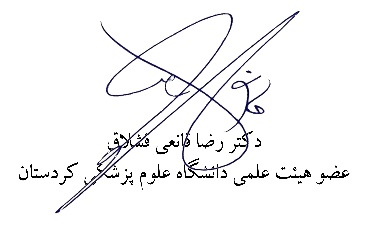 دکتر رضا قانعی قشلاق
عضو هیئت علمی دانشگاه علوم پزشکی کردستان